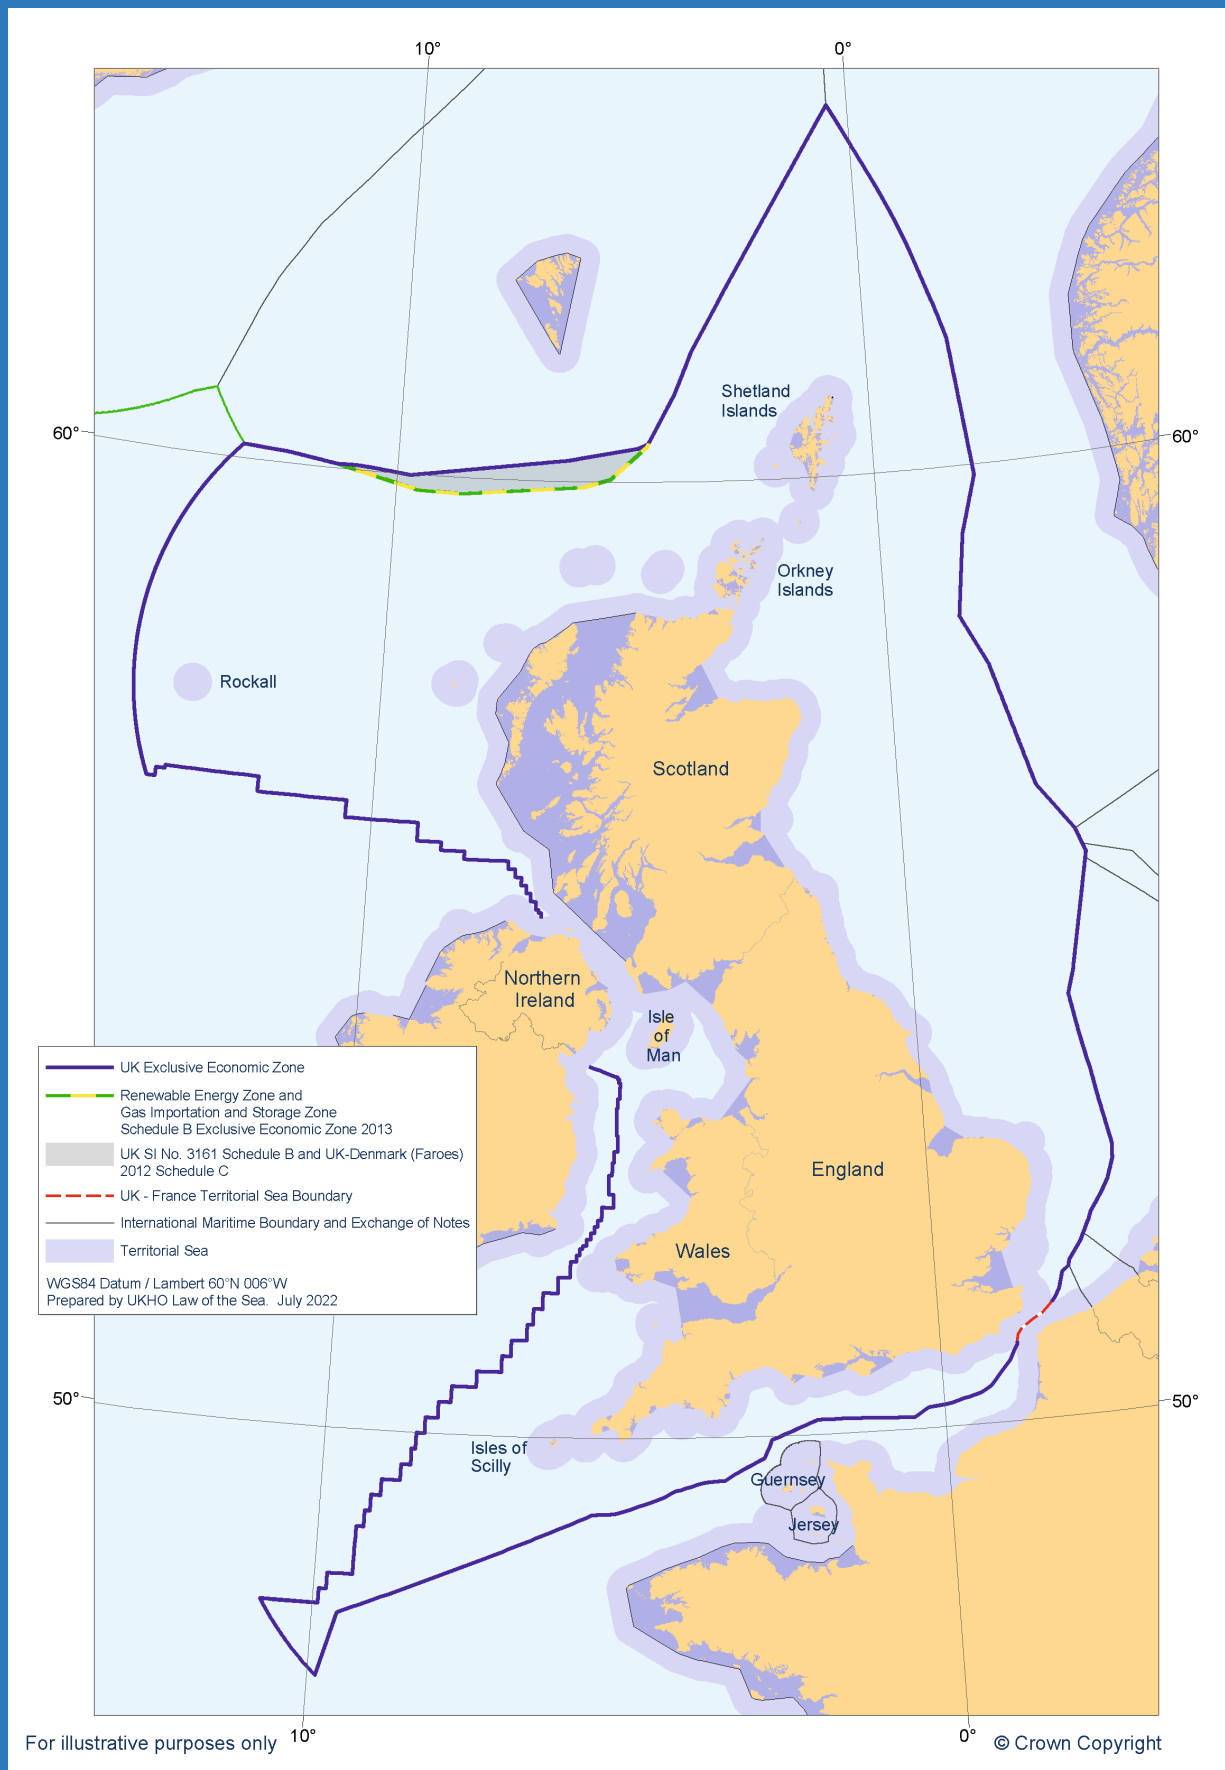 10°
0°
Shetland
Islands
60°
60°
Orkney
Islands
Rockall
Scotland
Northern
Ireland
Isle
of
Man
UK Exclusive Economic Zone
Renewable Energy Zone and
Gas Importation and Storage Zone
Schedule B Exclusive Economic Zone 2013
UK SI No. 3161 Schedule B and UK-Denmark (Faroes)
2012 Schedule C
UK - France Territorial Sea Boundary
International Maritime Boundary and Exchange of Notes
Territorial Sea
WGS84 Datum / Lambert 60°N 006°W
Prepared by UKHO Law of the Sea. July 2022
England
Wales
50°
50°
Isles of
Scilly
Guernsey
Jersey
10°
0°
For illustrative purposes only
© Crown Copyright